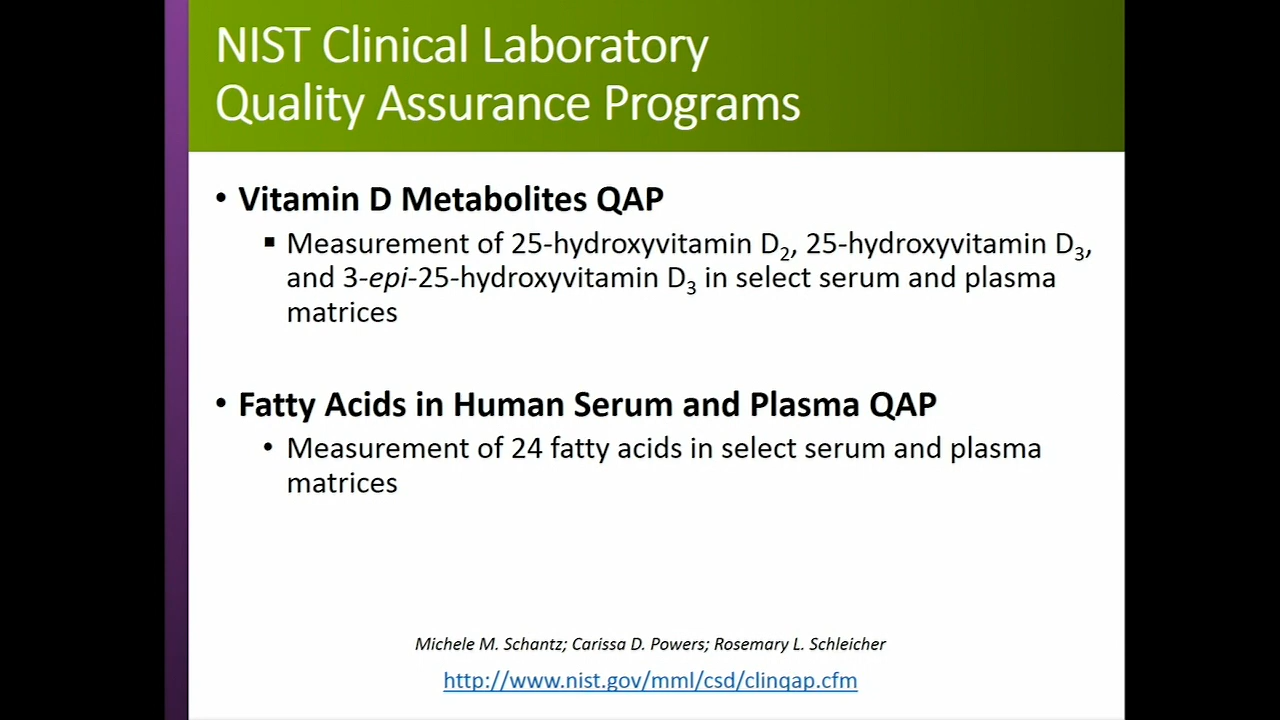 NIST Clinical Laboratory
Quality Assurance Programs
• Vitamin D Metabolites QAP
▪ Measurement of 25-hydroxyvitamin D₂, 25-hydroxyvitamin D₃,
and 3-epi-25-hydroxyvitamin D₃ in select serum and plasma
matrices
• Fatty Acids in Human Serum and Plasma QAP
• Measurement of 24 fatty acids in select serum and plasma
matrices
Michele M. Schantz; Carissa D. Powers; Rosemary L. Schleicher
http://www.nist.gov/mml/csd/clinqap.cfm